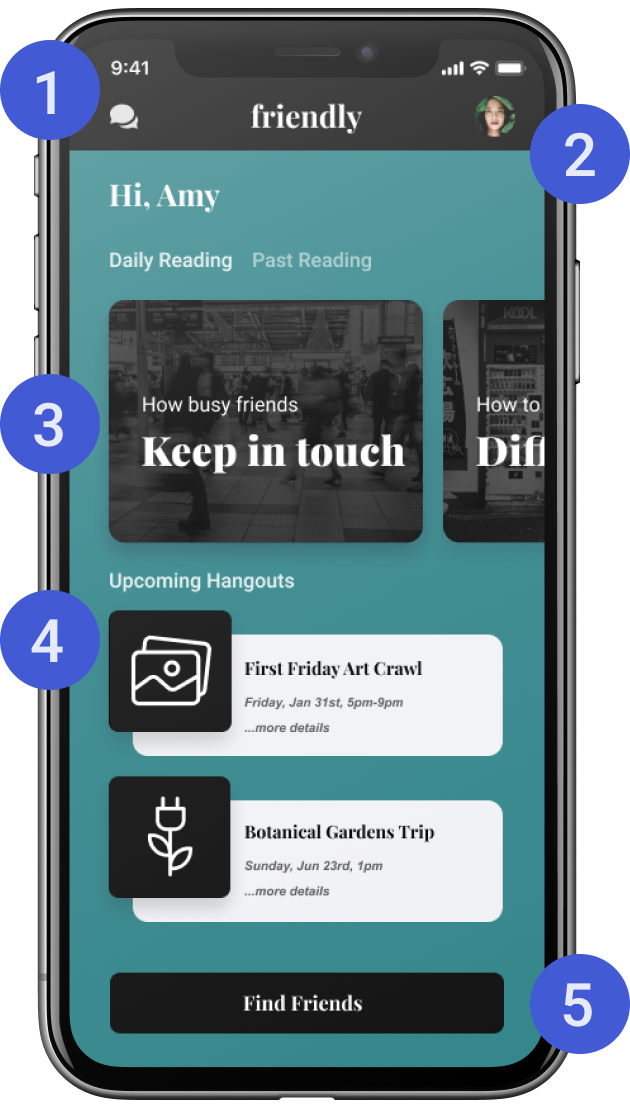 1
9:41
friendly
2
Hi, Amy
Daily Reading Past Reading
KOOL
3
How busy friends
Keep in touch
How to
Diff
Upcoming Hangouts
4
First Friday Art Crawl
Friday, Jan 31st, 5pm-9pm
...more details
Botanical Gardens Trip
Sunday, Jun 23rd, 1pm
...more details
Find Friends
5